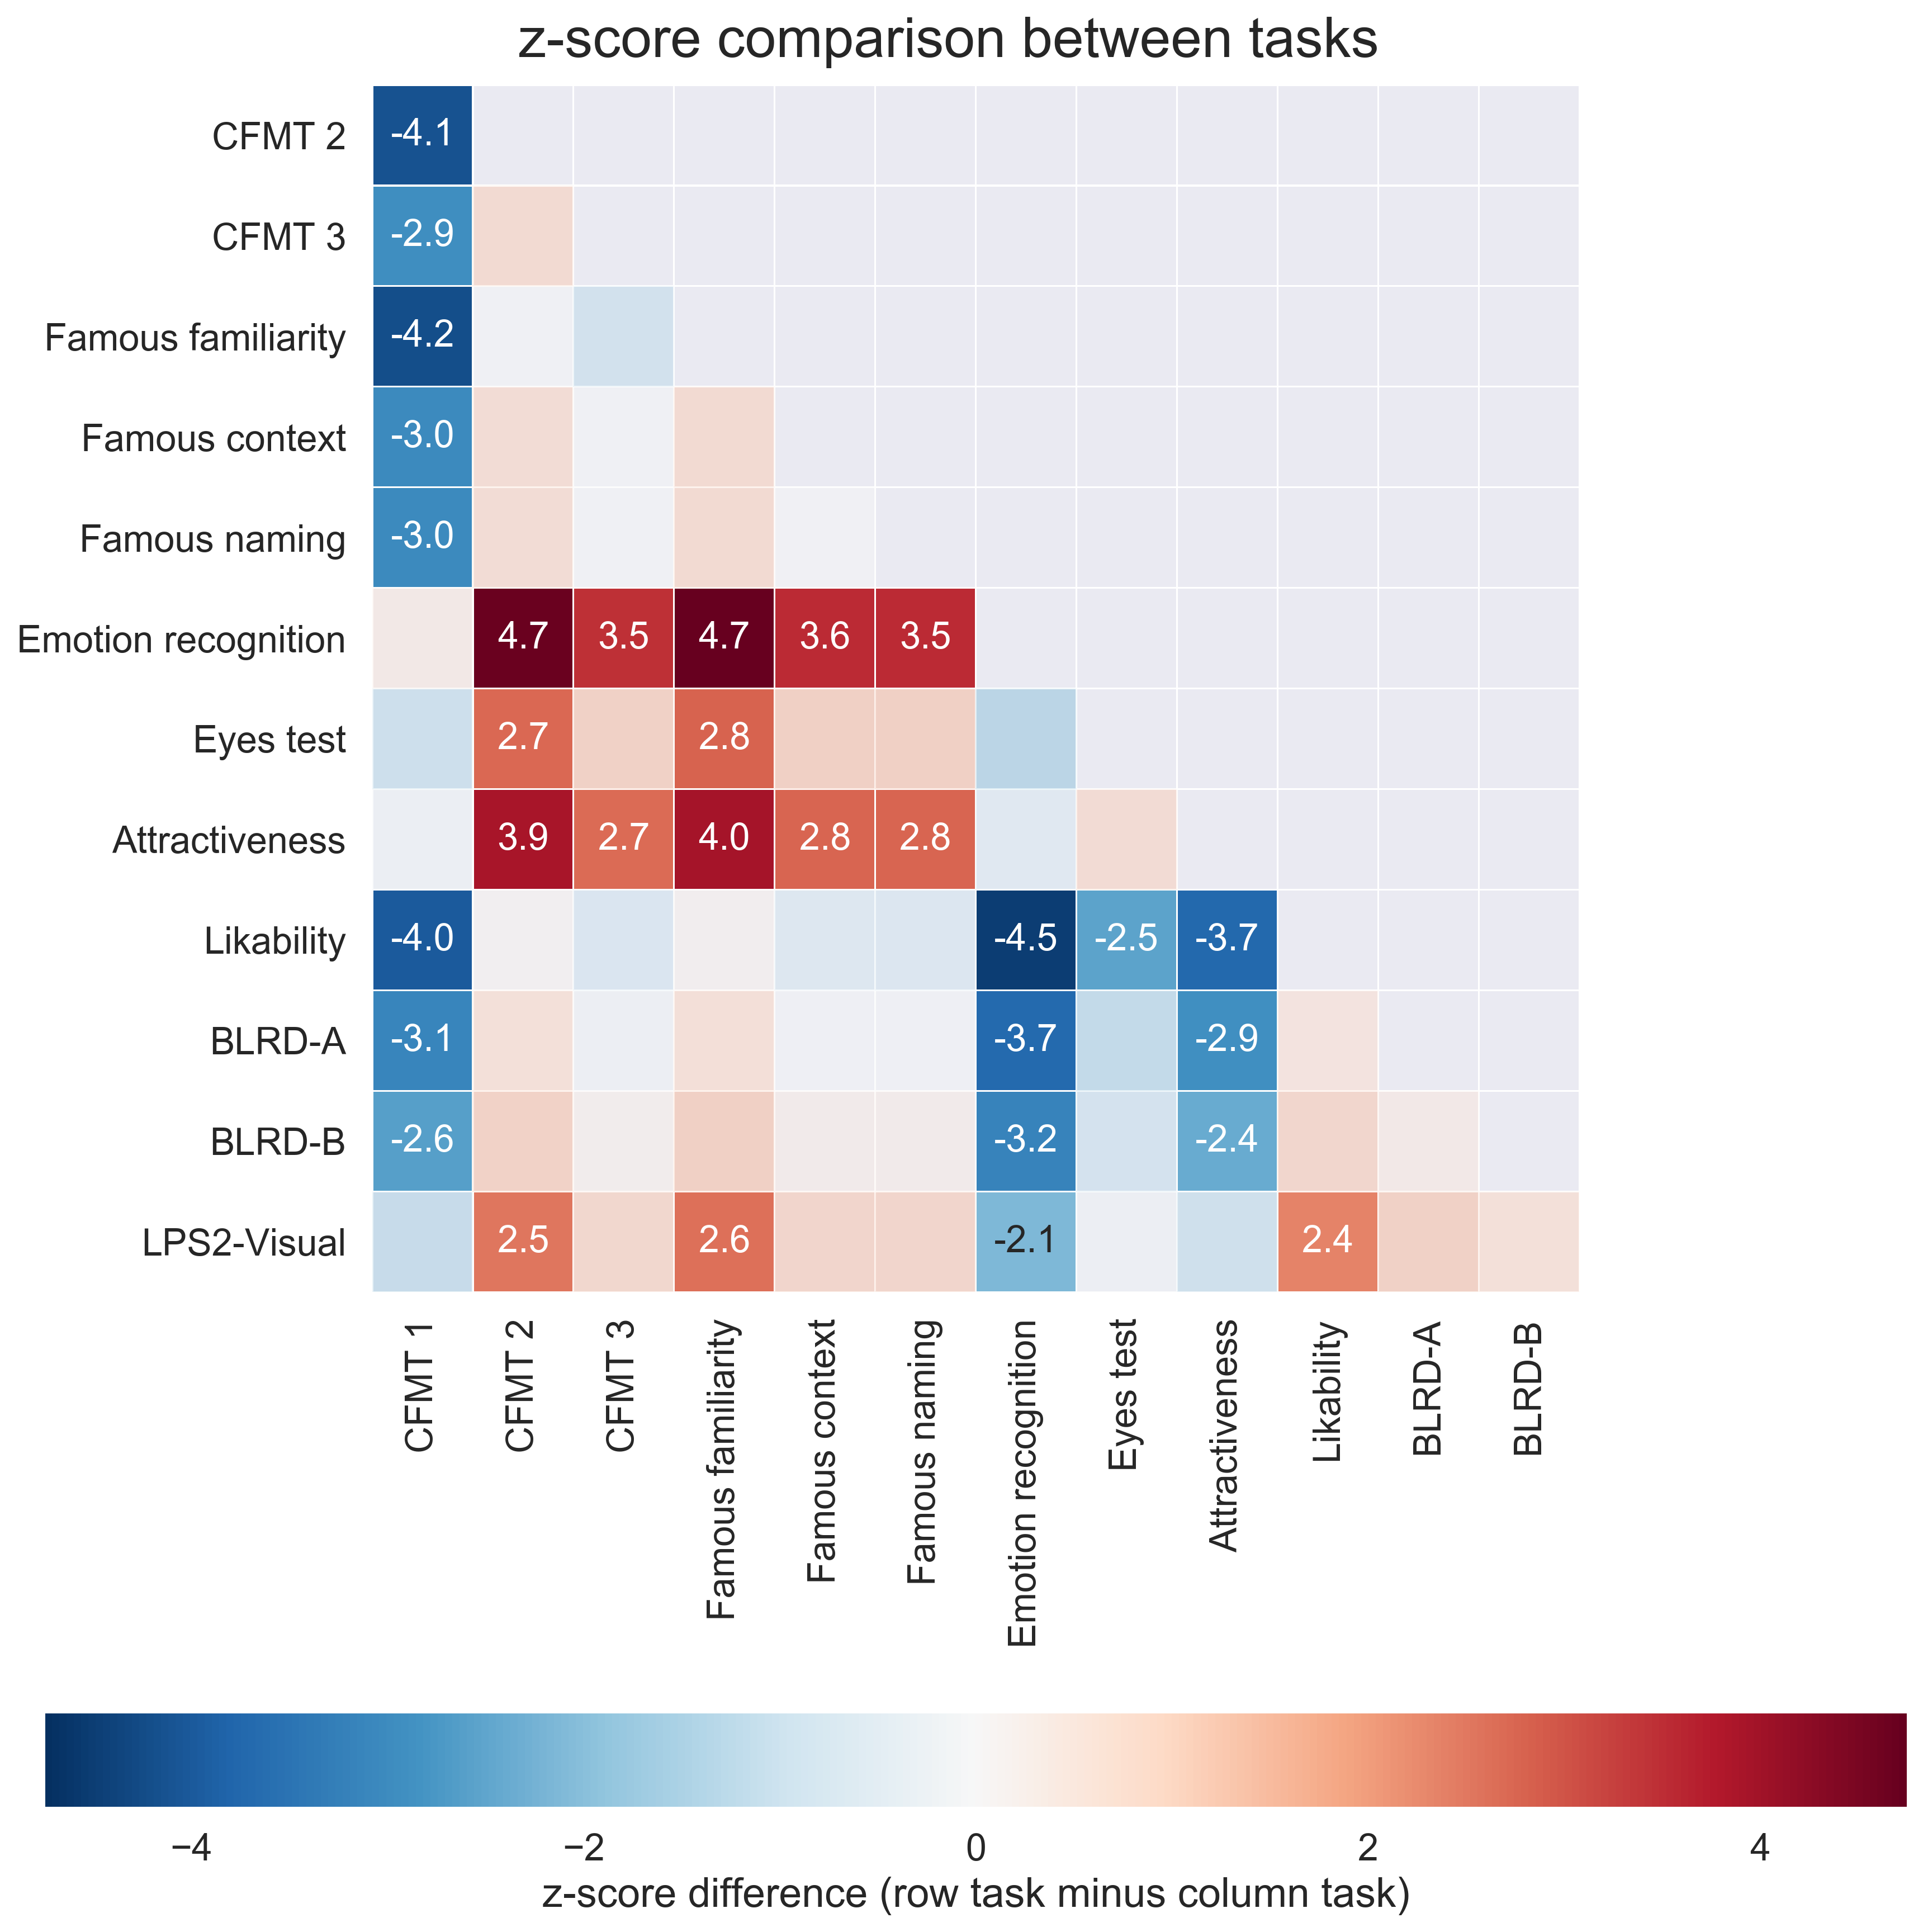 z-score comparison between tasks
CFMT 2 -4.1
CFMT 3 -2.9
Famous familiarity -4.2
Famous context -3.0
Famous naming -3.0
Emotion recognition 4.7 3.5 4.7 3.6 3.5
Eyes test 2.7 2.8
Attractiveness 3.9 2.7 4.0 2.8 2.8
Likability -4.0 -4.5 -2.5 -3.7
BLRD-A -3.1 -3.7 -2.9
BLRD-B -2.6 -3.2 -2.4
LPS2-Visual 2.5 2.6 -2.1 2.4
CFMT 1
CFMT 2
CFMT 3
Famous familiarity
Famous context
Famous naming
Emotion recognition
Eyes test
Attractiveness
Likability
BLRD-A
BLRD-B
−4 −2 0 2 4
z-score difference (row task minus column task)